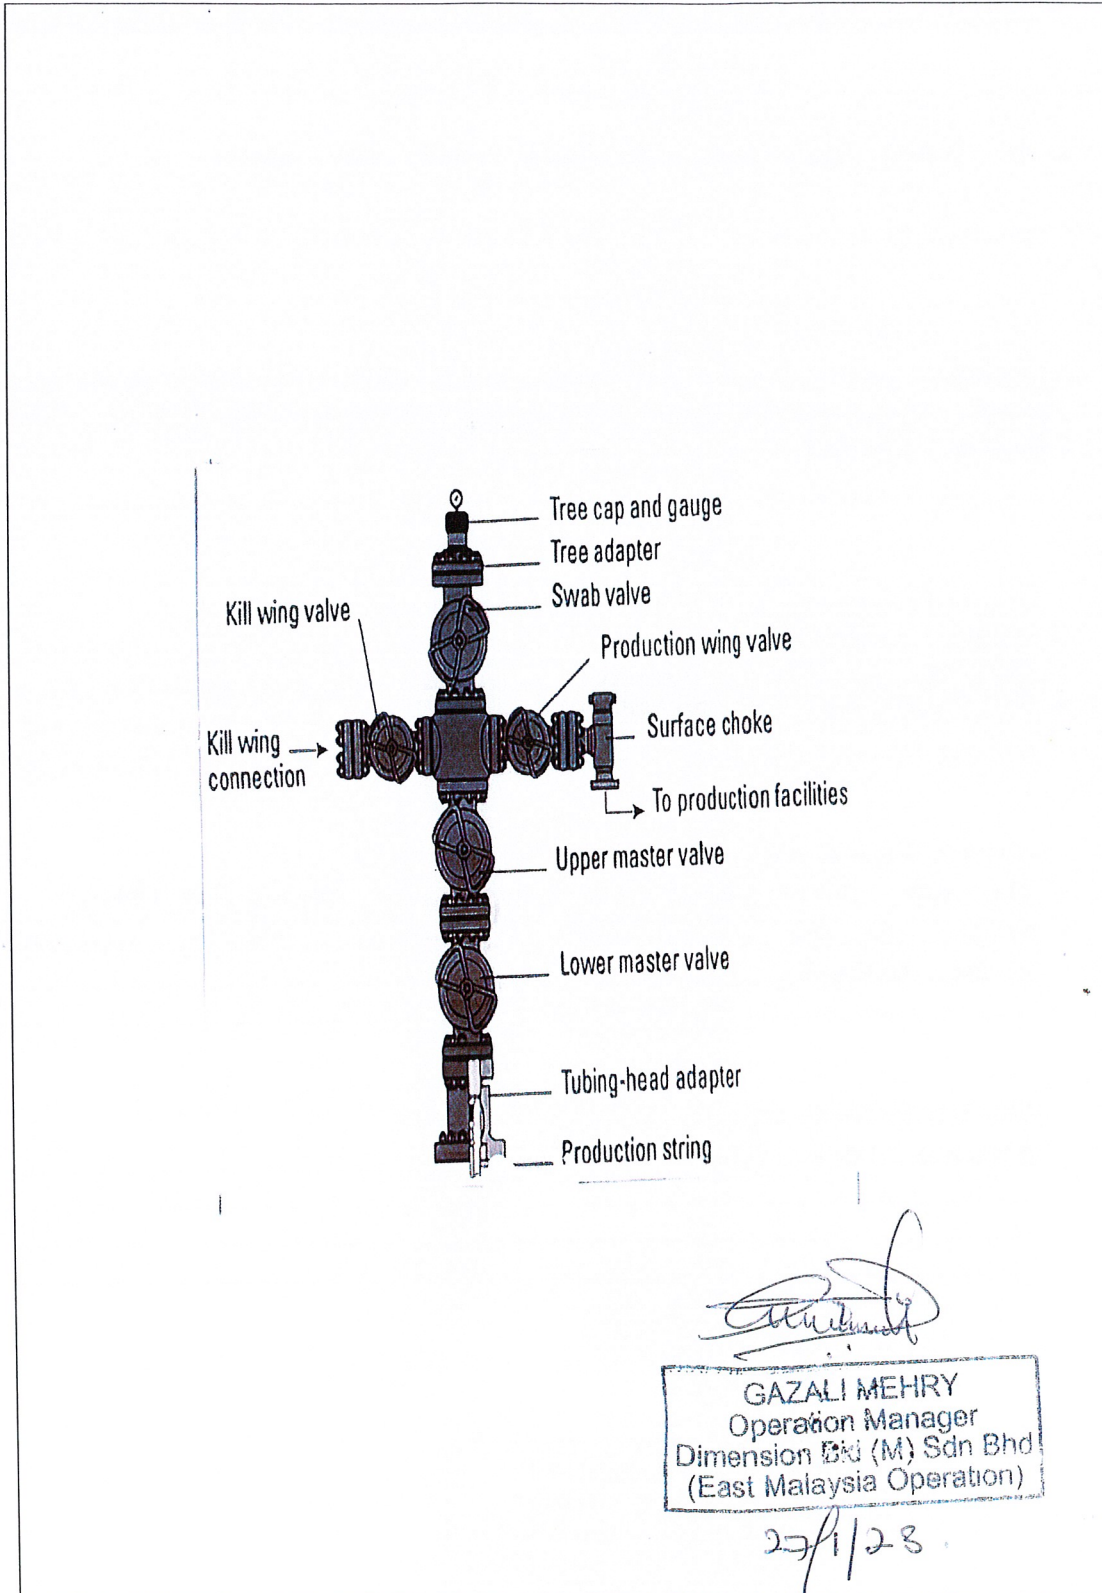 Tree cap and gauge
Tree adapter
Swab valve
Kill wing valve
Production wing valve
Surface choke
Kill wing
connection
To production facilities
Upper master valve
Lower master valve
Tubing-head adapter
Production string
GAZALI MEHRY
Operation Manager
Dimension Bid (M) Sdn Bhd
(East Malaysia Operation)
27/1/23